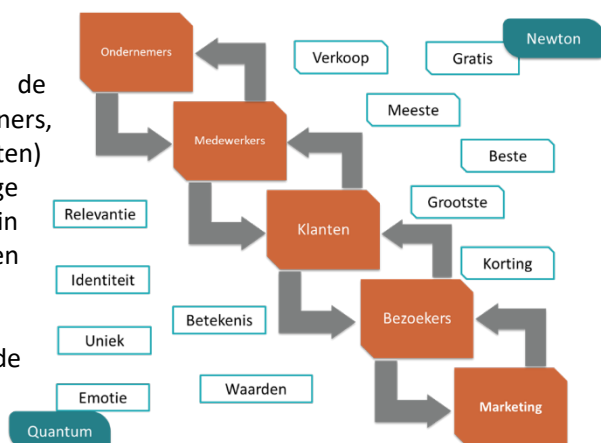 de
ners,
ten)
ge
in
en
de
Ondernemers
Medewerkers
Klanten
Bezoekers
Marketing
Verkoop
Gratis
Newton
Meeste
Beste
Grootste
Korting
Relevantie
Identiteit
Betekenis
Uniek
Waarden
Emotie
Quantum